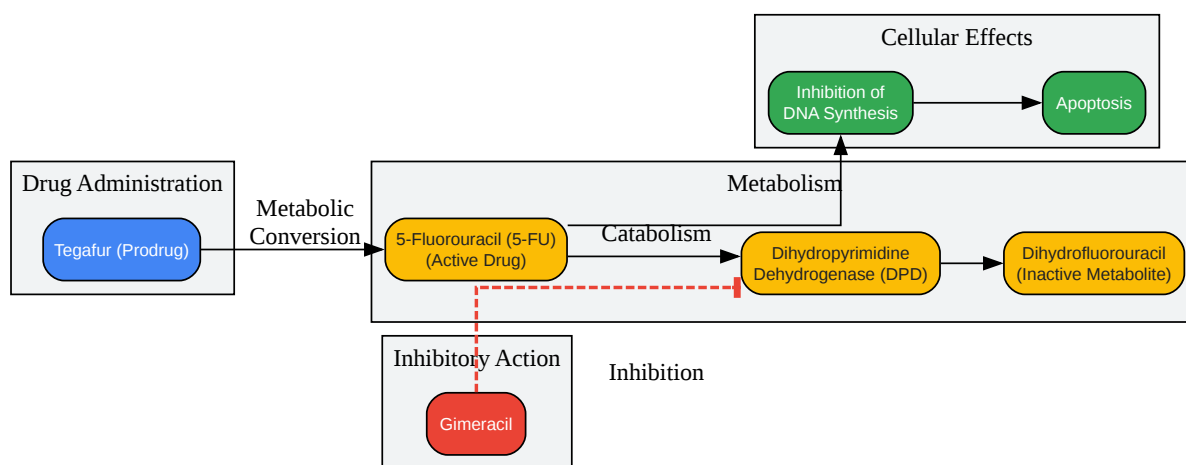 Cellular Effects
Inhibition of
DNA Synthesis
Apoptosis
Drug Administration
Tegafur (Prodrug)
Metabolic
Conversion
Metabolism
5-Fluorouracil (5-FU)
(Active Drug)
Catabolism
Dihydropyrimidine
Dehydrogenase (DPD)
Dihydrofluorouracil
(Inactive Metabolite)
Inhibitory Action
Inhibition
Gimeracil